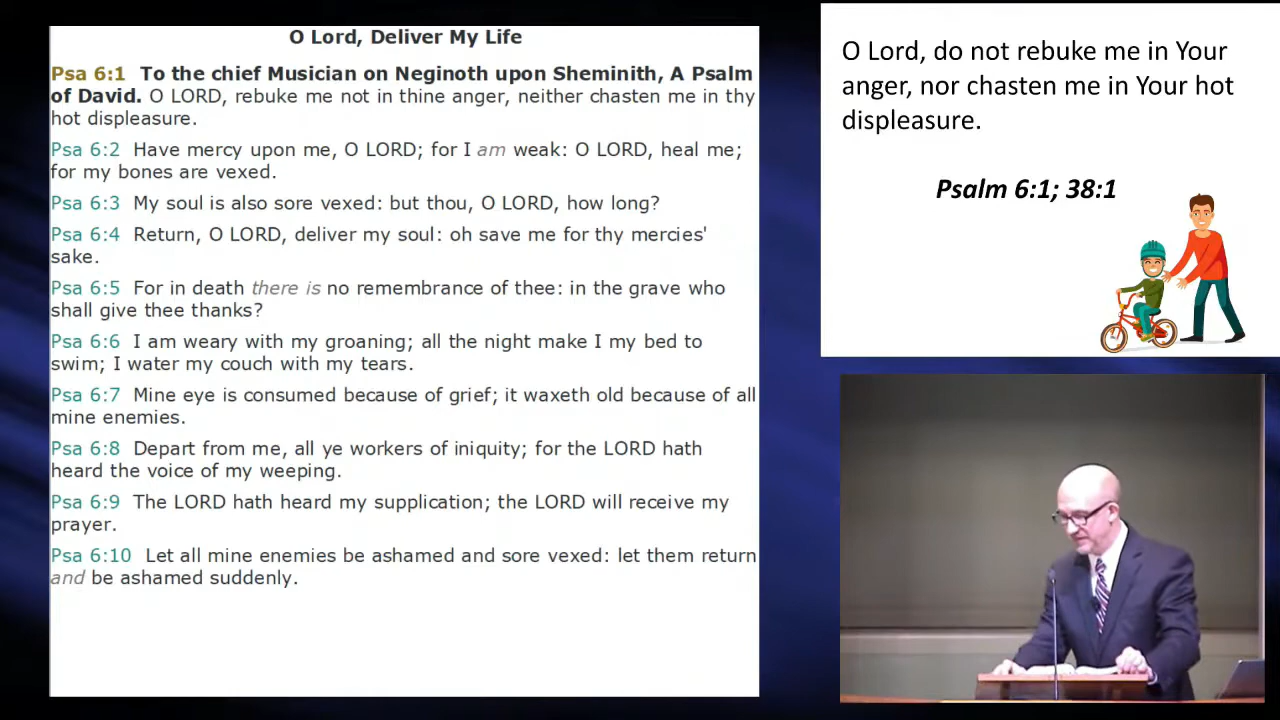 O Lord, Deliver My Life
Psa 6:1 To the chief Musician on Neginoth upon Sheminith, A Psalm
of David. O LORD, rebuke me not in thine anger, neither chasten me in thy
hot displeasure.
Psa 6:2 Have mercy upon me, O LORD; for I am weak: O LORD, heal me;
for my bones are vexed.
Psa 6:3 My soul is also sore vexed: but thou, O LORD, how long?
Psa 6:4 Return, O LORD, deliver my soul: oh save me for thy mercies'
sake.
Psa 6:5 For in death there is no remembrance of thee: in the grave who
shall give thee thanks?
Psa 6:6 I am weary with my groaning; all the night make I my bed to
swim; I water my couch with my tears.
Psa 6:7 Mine eye is consumed because of grief; it waxeth old because of all
mine enemies.
Psa 6:8 Depart from me, all ye workers of iniquity; for the LORD hath
heard the voice of my weeping.
Psa 6:9 The LORD hath heard my supplication; the LORD will receive my
prayer.
Psa 6:10 Let all mine enemies be ashamed and sore vexed: let them return
and be ashamed suddenly.
O Lord, do not rebuke me in Your
anger, nor chasten me in Your hot
displeasure.
Psalm 6:1; 38:1